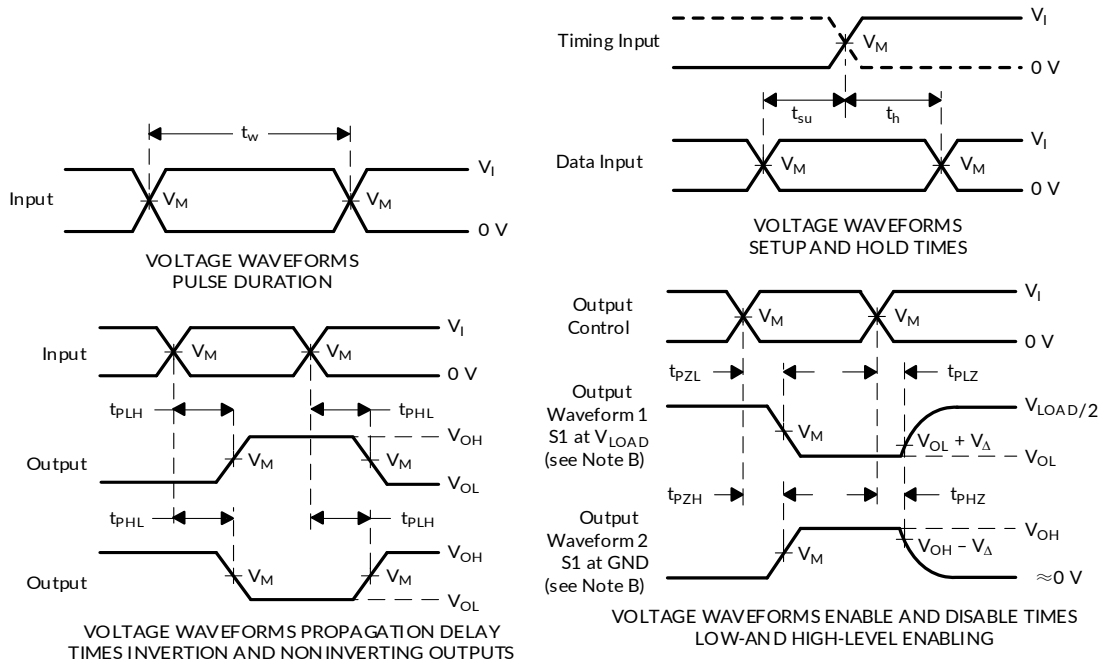 t_w
V_I
Input
V_M
V_M
0 V
VOLTAGE WAVEFORMS
PULSE DURATION
V_I
Timing Input
V_M
0 V
t_su
t_h
V_I
Data Input
V_M
V_M
0 V
VOLTAGE WAVEFORMS
SETUP AND HOLD TIMES
V_I
Input
V_M
V_M
0 V
t_PLH
t_PHL
V_OH
Output
V_M
V_M
V_OL
t_PHL
t_PLH
V_OH
Output
V_M
V_M
V_OL
VOLTAGE WAVEFORMS PROPAGATION DELAY
TIMES INVERTION AND NONINVERTING OUTPUTS
Output
Control
V_I
V_M
V_M
0 V
t_PZL
t_PLZ
Output
Waveform 1
S1 at V_LOAD
(see Note B)
V_LOAD/2
V_M
V_OL + V_Δ
V_OL
t_PZH
t_PHZ
Output
Waveform 2
S1 at GND
(see Note B)
V_OH
V_M
V_OH – V_Δ
≈0 V
VOLTAGE WAVEFORMS ENABLE AND DISABLE TIMES
LOW-AND HIGH-LEVEL ENABLING